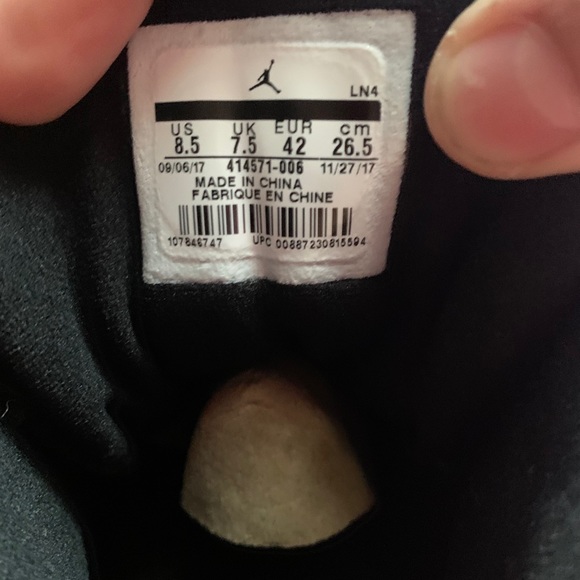 LN4
US UK EUR cm
8.5 7.5 42 26.5
09/06/17 414571-006 11/27/17
MADE IN CHINA
FABRIQUE EN CHINE
107846747 UPC 00887230815594